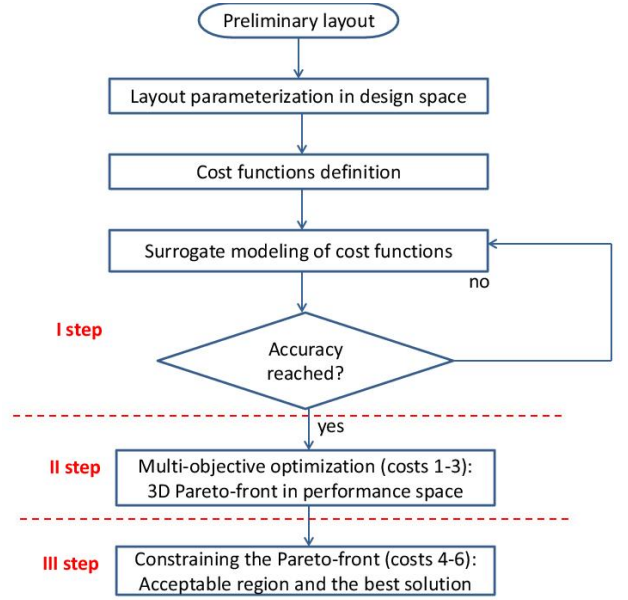 Preliminary layout
Layout parameterization in design space
Cost functions definition
Surrogate modeling of cost functions
no
I step
Accuracy
reached?
yes
II step
Multi-objective optimization (costs 1-3):
3D Pareto-front in performance space
III step
Constraining the Pareto-front (costs 4-6):
Acceptable region and the best solution